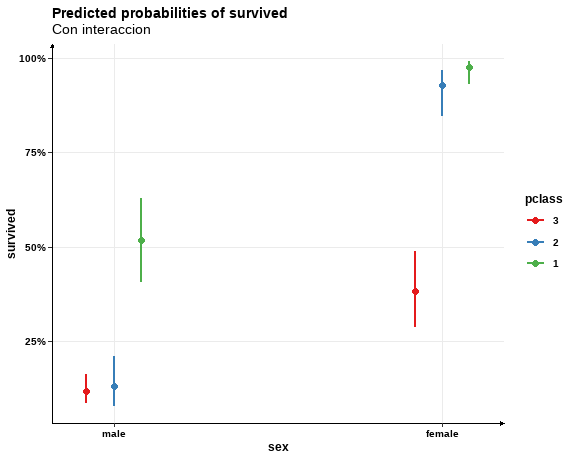 Predicted probabilities of survived
Con interaccion
100%
75%
50%
25%
survived
male
female
sex
pclass
3
2
1